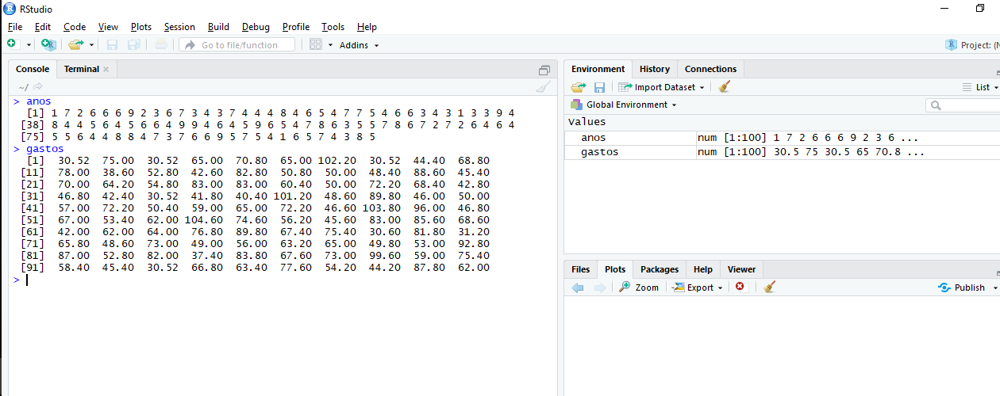 RStudio
File Edit Code View Plots Session Build Debug Profile Tools Help
Go to file/function Addins Project: (N
Console Terminal
~/
> anos
[1] 1 7 2 6 6 6 9 2 3 6 7 3 4 3 7 4 4 4 8 4 6 5 4 7 7 5 4 6 6 3 4 3 1 3 3 9 4
[38] 8 4 4 5 6 4 5 6 6 4 9 9 4 6 4 5 9 6 5 4 7 8 6 3 5 5 7 8 6 7 2 7 2 6 4 6 4
[75] 5 5 6 4 4 8 8 4 7 3 7 6 6 9 5 7 5 4 1 6 5 7 4 3 8 5
> gastos
[1] 30.52 75.00 30.52 65.00 70.80 65.00 102.20 30.52 44.40 68.80
[11] 78.00 38.60 52.80 42.60 82.80 50.80 50.00 48.40 88.60 45.40
[21] 70.00 64.20 54.80 83.00 83.00 60.40 50.00 72.20 68.40 42.80
[31] 46.80 42.40 30.52 41.80 40.40 101.20 48.60 89.80 46.00 50.00
[41] 57.00 72.20 50.40 59.00 65.00 72.20 46.60 103.80 96.00 46.80
[51] 67.00 53.40 62.00 104.60 74.60 56.20 45.60 83.00 85.60 68.60
[61] 42.00 62.00 64.00 76.80 89.80 67.40 75.40 30.60 81.80 31.20
[71] 65.80 48.60 73.00 49.00 56.00 63.20 65.00 49.80 53.00 92.80
[81] 87.00 52.80 82.00 37.40 83.80 67.60 73.00 99.60 59.00 75.40
[91] 58.40 45.40 30.52 66.80 63.40 77.60 54.20 44.20 87.80 62.00
>
Environment History Connections
Import Dataset List
Global Environment
Values
anos num [1:100] 1 7 2 6 6 6 9 2 3 6 ...
gastos num [1:100] 30.5 75 30.5 65 70.8 ...
Files Plots Packages Help Viewer
Zoom Export Publish